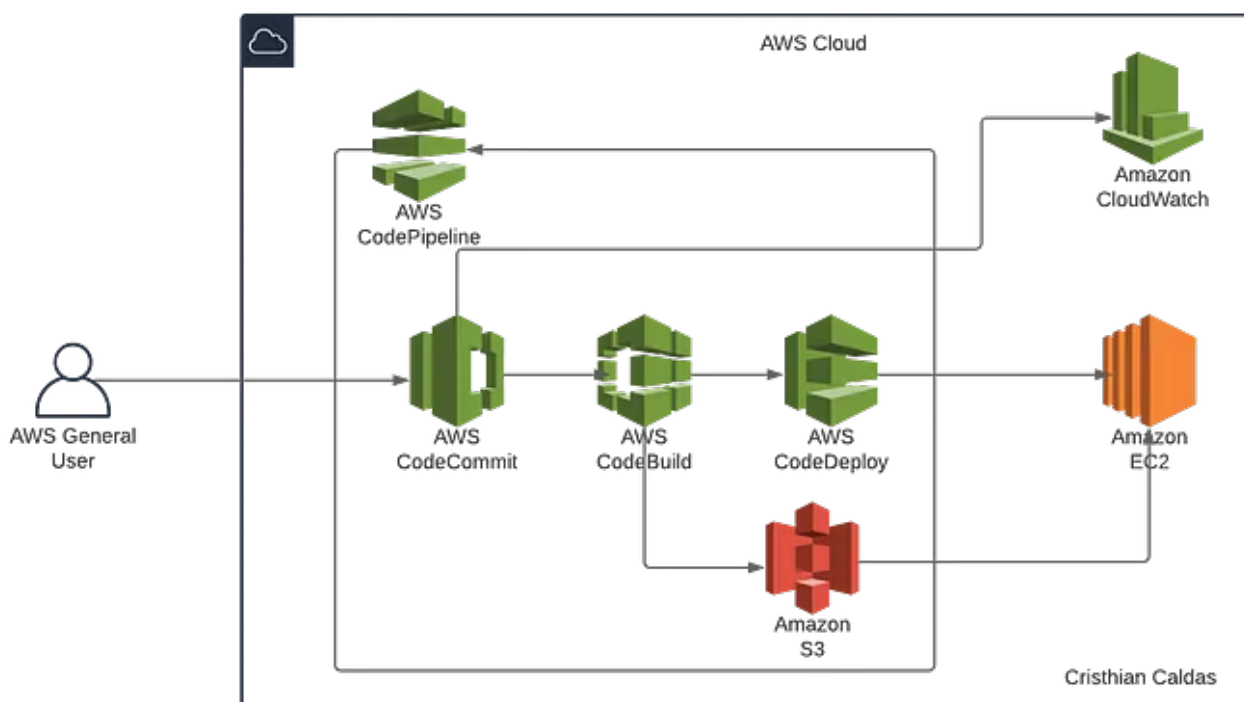 AWS Cloud
Amazon
CloudWatch
AWS
CodePipeline
AWS General
User
AWS
CodeCommit
AWS
CodeBuild
AWS
CodeDeploy
Amazon
EC2
Amazon
S3
Cristhian Caldas